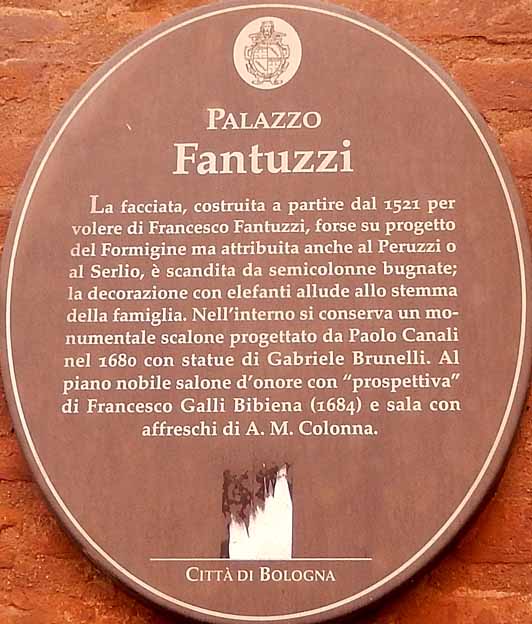 PALAZZO
Fantuzzi
La facciata, costruita a partire dal 1521 per
volere di Francesco Fantuzzi, forse su progetto
del Formigine ma attribuita anche al Peruzzi o
al Serlio, è scandita da semicolonne bugnate;
la decorazione con elefanti allude allo stemma
della famiglia. Nell'interno si conserva un mo-
numentale scalone progettato da Paolo Canali
nel 1680 con statue di Gabriele Brunelli. Al
piano nobile salone d'onore con “prospettiva”
di Francesco Galli Bibiena (1684) e sala con
affreschi di A. M. Colonna.
CITTÀ DI BOLOGNA